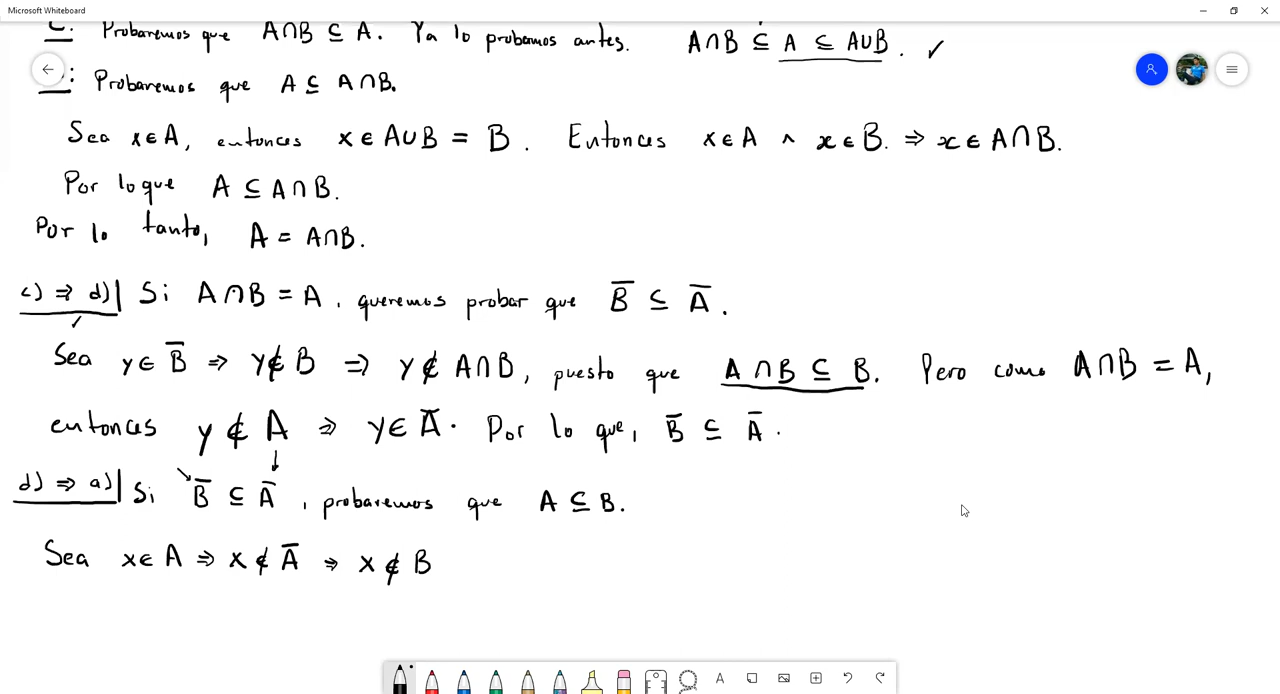 Microsoft Whiteboard
⊆: Probaremos que A∩B ⊆ A. Ya lo probamos antes. A∩B ⊆ A ⊆ A∪B. ✓
: Probaremos que A ⊆ A∩B.
Sea x∈A, entonces x∈A∪B = B. Entonces x∈A ∧ x∈B. ⇒ x∈A∩B.
Por lo que A ⊆ A∩B.
Por lo tanto, A = A∩B.
c) ⇒ d)| Si A∩B = A, queremos probar que B̅ ⊆ A̅.
Sea y∈B̅ ⇒ y∉B ⇒ y∉A∩B, puesto que A∩B ⊆ B. Pero como A∩B = A,
entonces y∉A ⇒ y∈A̅. Por lo que, B̅ ⊆ A̅.
d) ⇒ a)| Si B̅ ⊆ A̅, probaremos que A ⊆ B.
Sea x∈A ⇒ x∉A̅ ⇒ x∉B
A